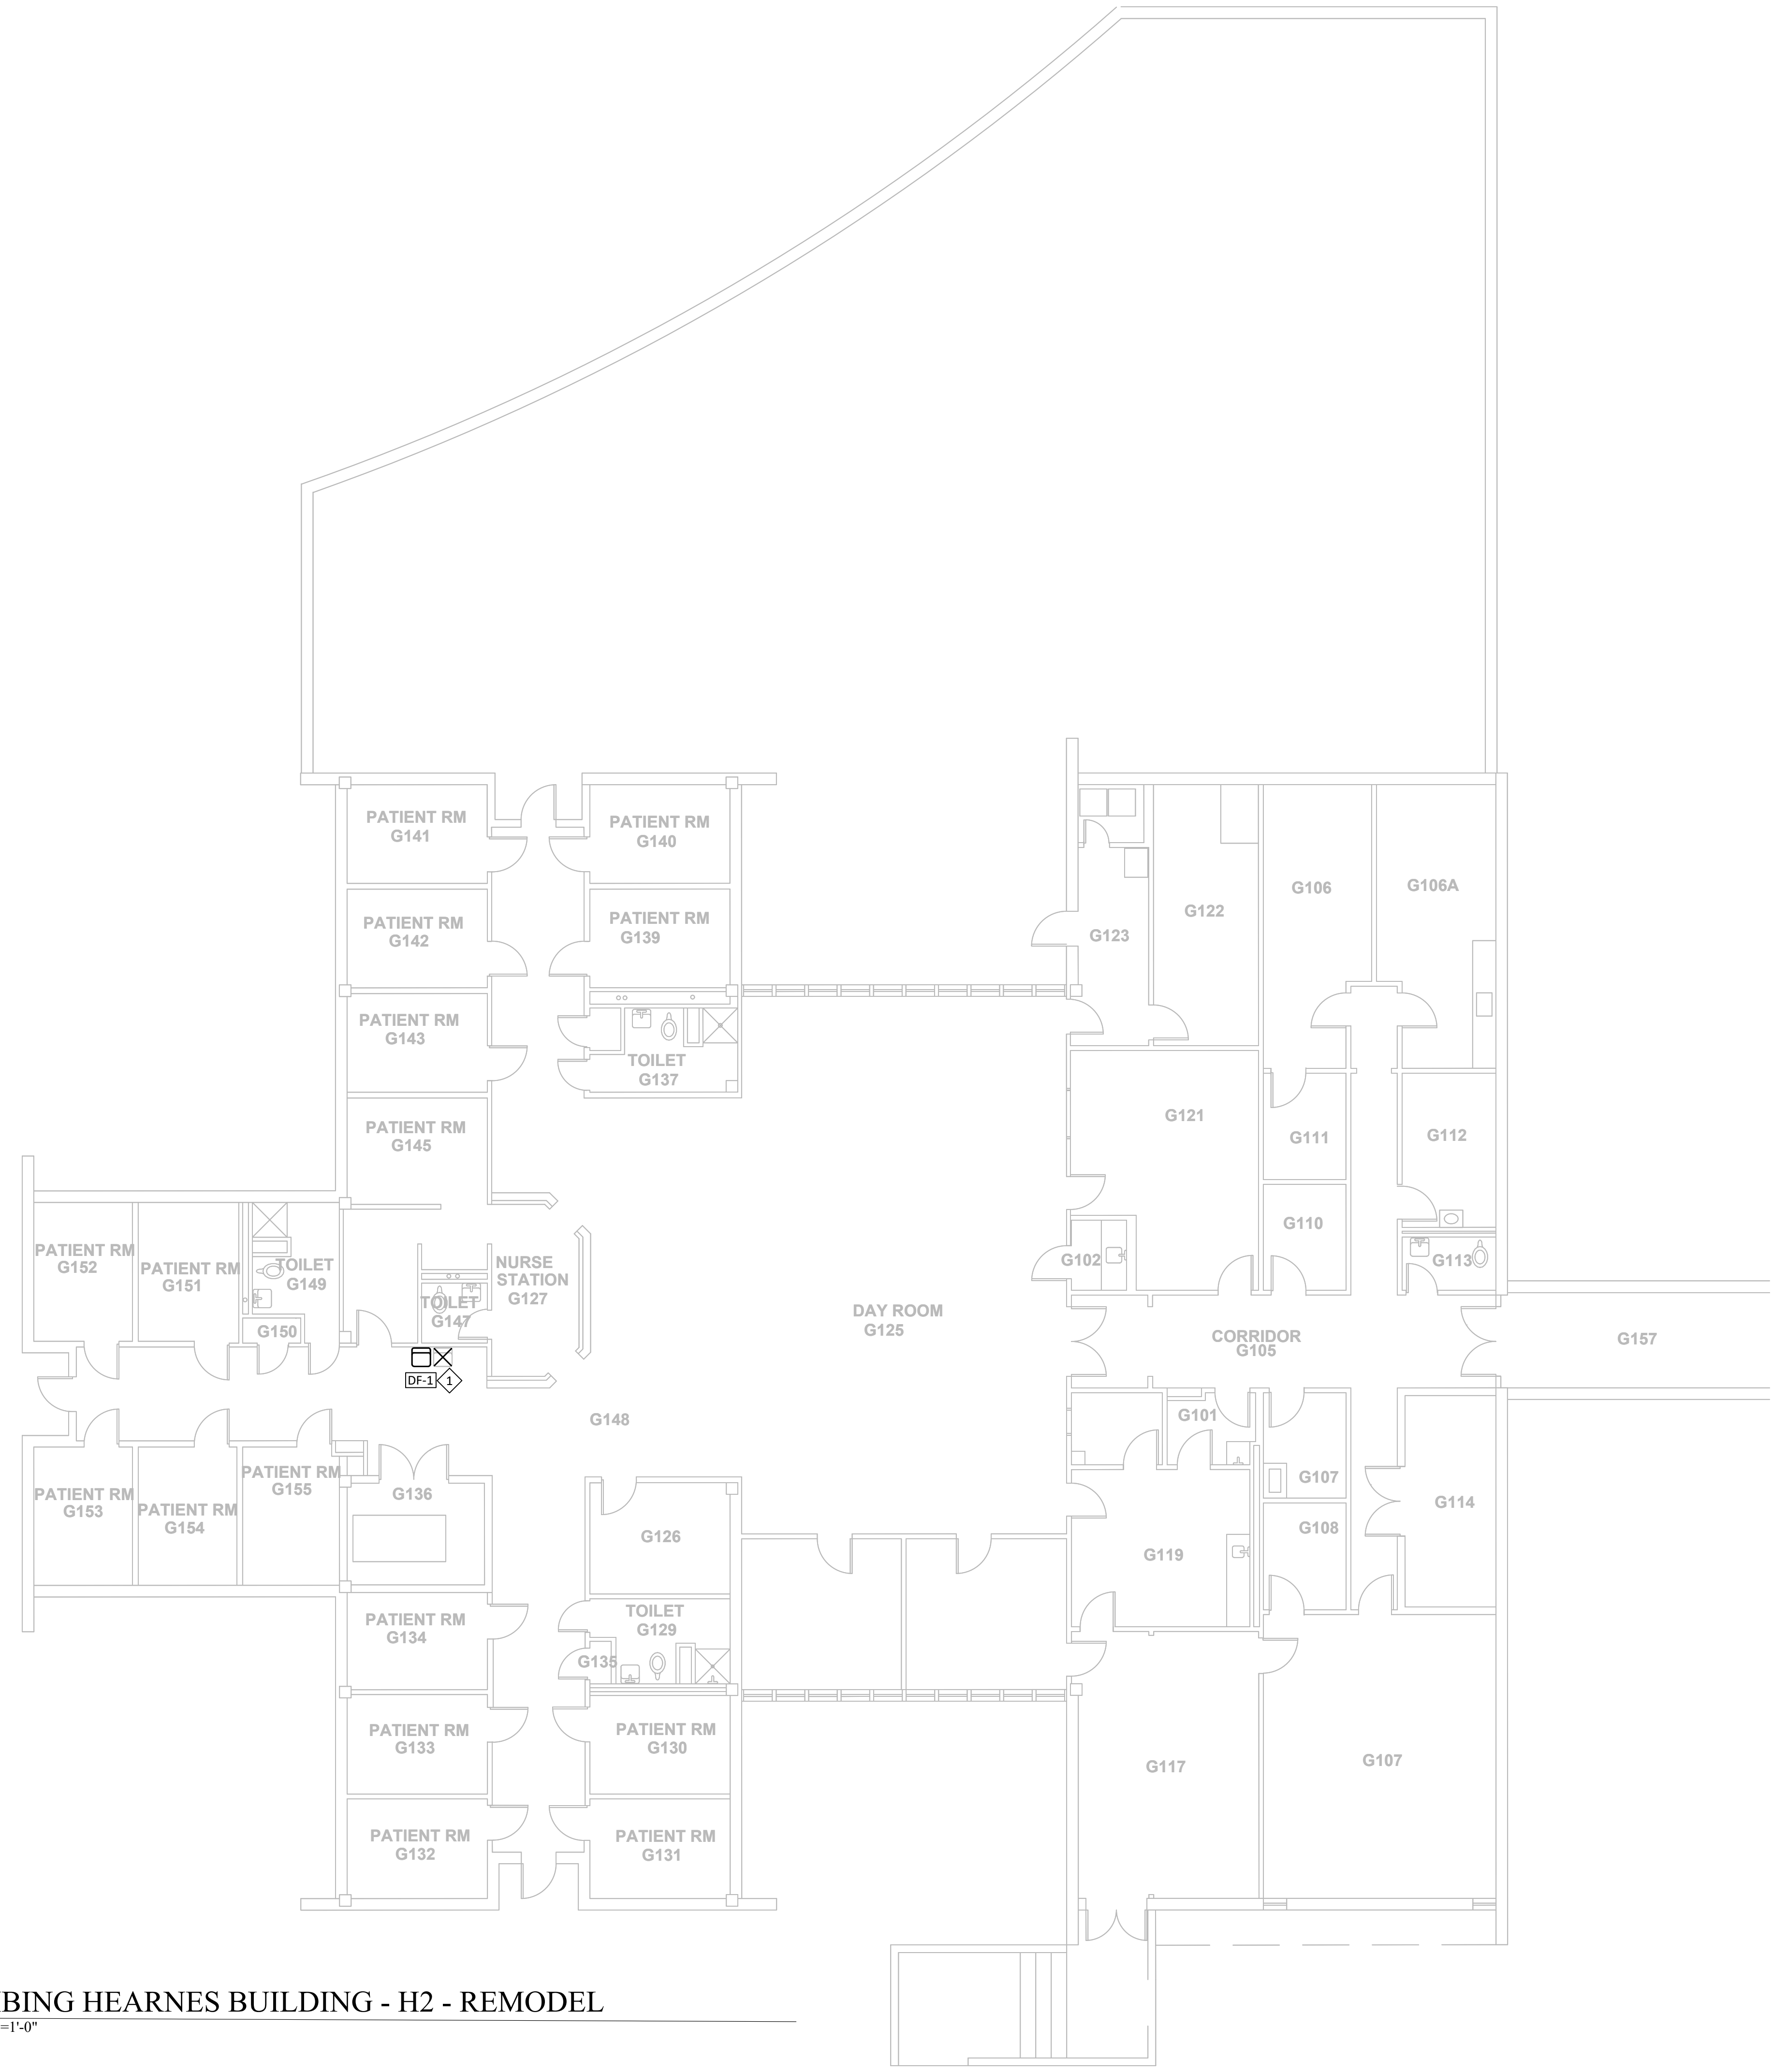 PATIENT RM
G141
PATIENT RM
G140
PATIENT RM
G142
PATIENT RM
G139
G106
G106A
G122
G123
PATIENT RM
G143
TOILET
G137
PATIENT RM
G145
G121
G111
G112
G110
G102
G113
PATIENT RM
G152
PATIENT RM
G151
TOILET
G149
G150
TOILET
G147
NURSE
STATION
G127
DAY ROOM
G125
CORRIDOR
G105
G157
DF-1
1
G148
G101
G107
G114
G108
G119
PATIENT RM
G153
PATIENT RM
G154
PATIENT RM
G155
G136
G126
TOILET
G129
G135
PATIENT RM
G134
PATIENT RM
G133
PATIENT RM
G130
PATIENT RM
G132
PATIENT RM
G131
G117
G107
IBING HEARNES BUILDING - H2 - REMODEL
=1'-0"